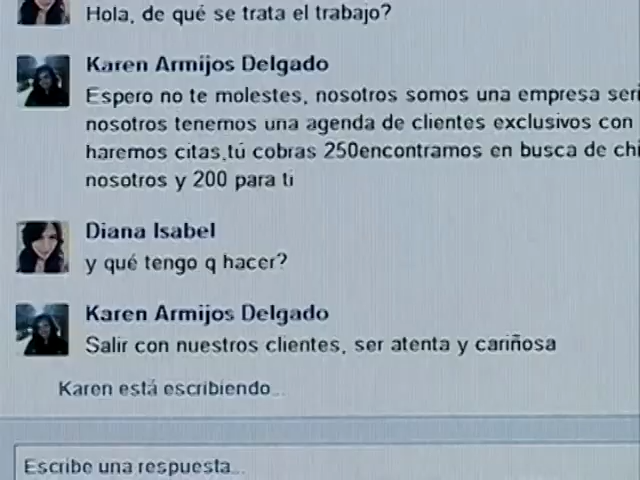 Hola, de qué se trata el trabajo?
Karen Armijos Delgado
Espero no te molestes, nosotros somos una empresa seri
nosotros tenemos una agenda de clientes exclusivos con
haremos citas,tú cobras 250encontramos en busca de chi
nosotros y 200 para ti
Diana Isabel
y qué tengo q hacer?
Karen Armijos Delgado
Salir con nuestros clientes, ser atenta y cariñosa
Karen está escribiendo...
Escribe una respuesta...